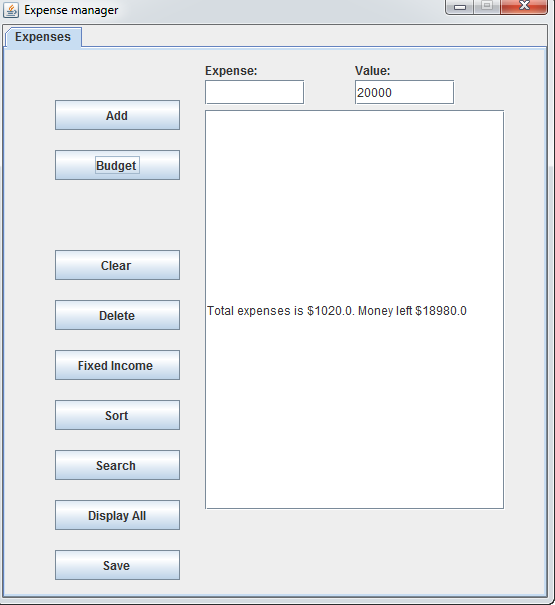 Expense manager
Expenses
Expense:
Value:
20000
Add
Budget
Clear
Delete
Fixed Income
Sort
Search
Display All
Save
Total expenses is $1020.0. Money left $18980.0